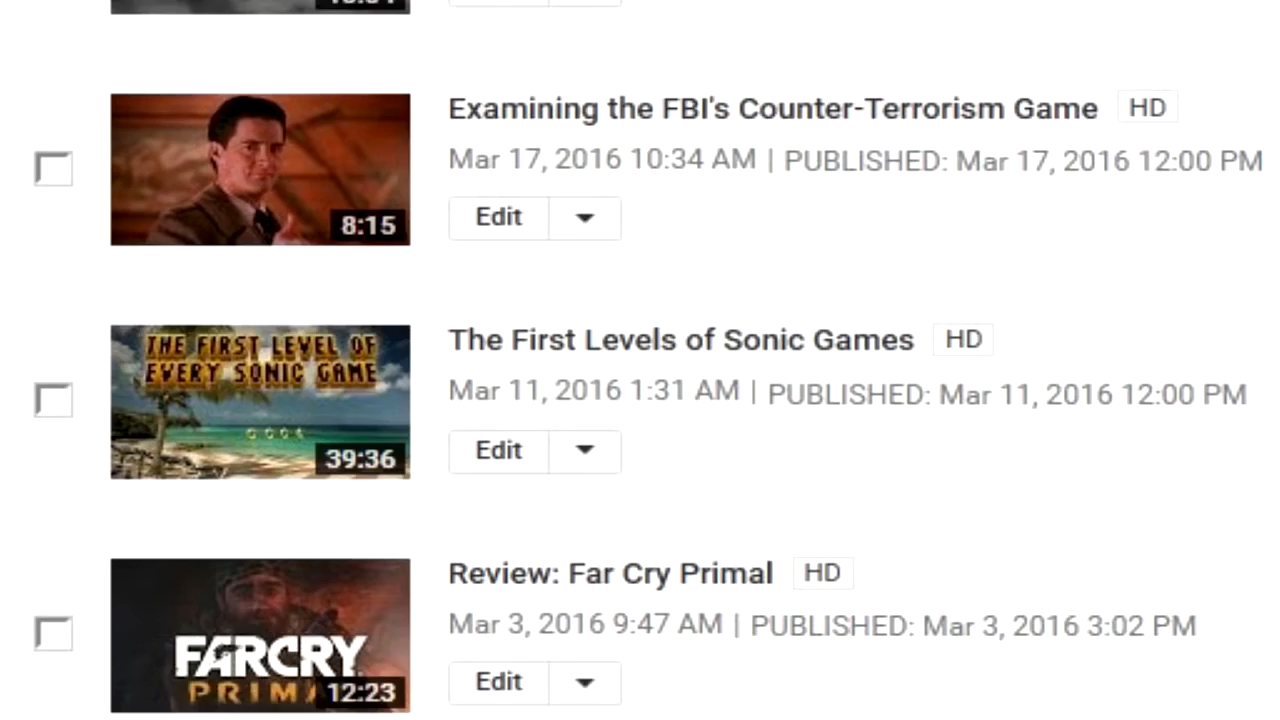 Examining the FBI's Counter-Terrorism Game HD
Mar 17, 2016 10:34 AM | PUBLISHED: Mar 17, 2016 12:00 PM
8:15
Edit
THE FIRST LEVEL OF
EVERY SONIC GAME
39:36
The First Levels of Sonic Games HD
Mar 11, 2016 1:31 AM | PUBLISHED: Mar 11, 2016 12:00 PM
Edit
FARCRY
12:23
Review: Far Cry Primal HD
Mar 3, 2016 9:47 AM | PUBLISHED: Mar 3, 2016 3:02 PM
Edit